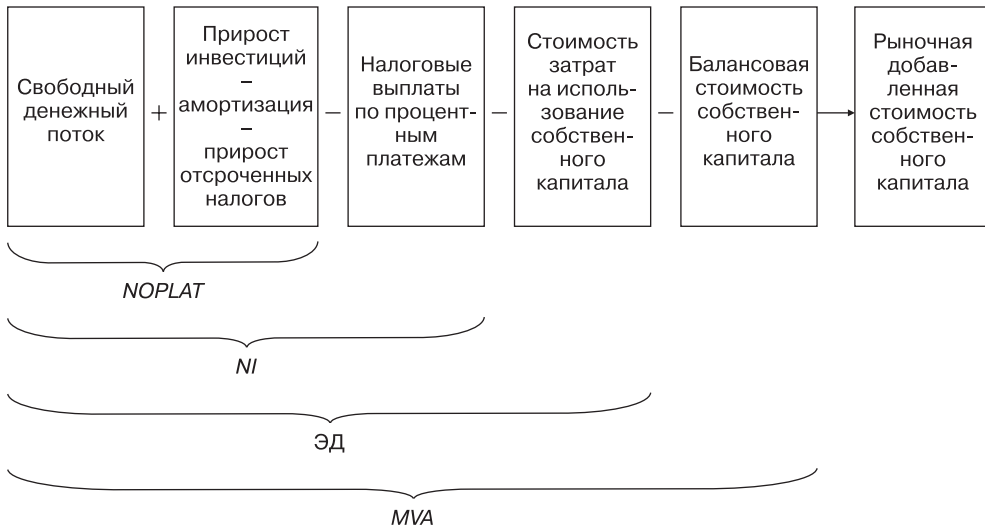 Свободный
денежный
поток
+
Прирост
инвестиций
–
амортизация
–
прирост
отсроченных
налогов
–
Налоговые
выплаты
по процент-
ным
платежам
–
Стоимость
затрат
на исполь-
зование
собствен-
ного
капитала
–
Балансовая
стоимость
собствен-
ного
капитала
Рыночная
добав-
ленная
стоимость
собствен-
ного
капитала
NOPLAT
NI
ЭД
MVA